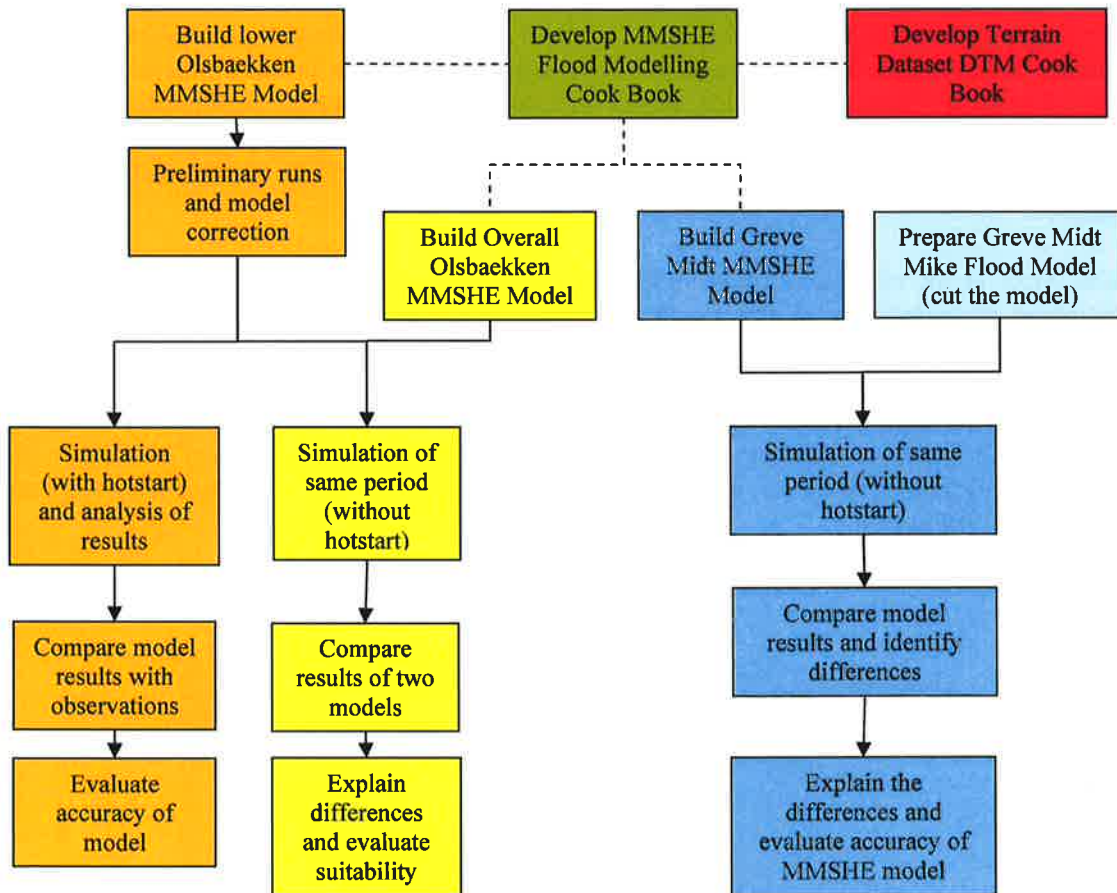 Build lower
Olsbaekken
MMSHE Model
Develop MMSHE
Flood Modelling
Cook Book
Develop Terrain
Dataset DTM Cook
Book
Preliminary runs
and model
correction
Build Overall
Olsbaekken
MMSHE Model
Build Greve
Midt MMSHE
Model
Prepare Greve Midt
Mike Flood Model
(cut the model)
Simulation
(with hotstart)
and analysis of
results
Simulation of
same period
(without
hotstart)
Simulation of same
period (without
hotstart)
Compare model
results with
observations
Compare
results of two
models
Compare model
results and identify
differences
Evaluate
accuracy of
model
Explain
differences
and evaluate
suitability
Explain the
differences and
evaluate accuracy of
MMSHE model